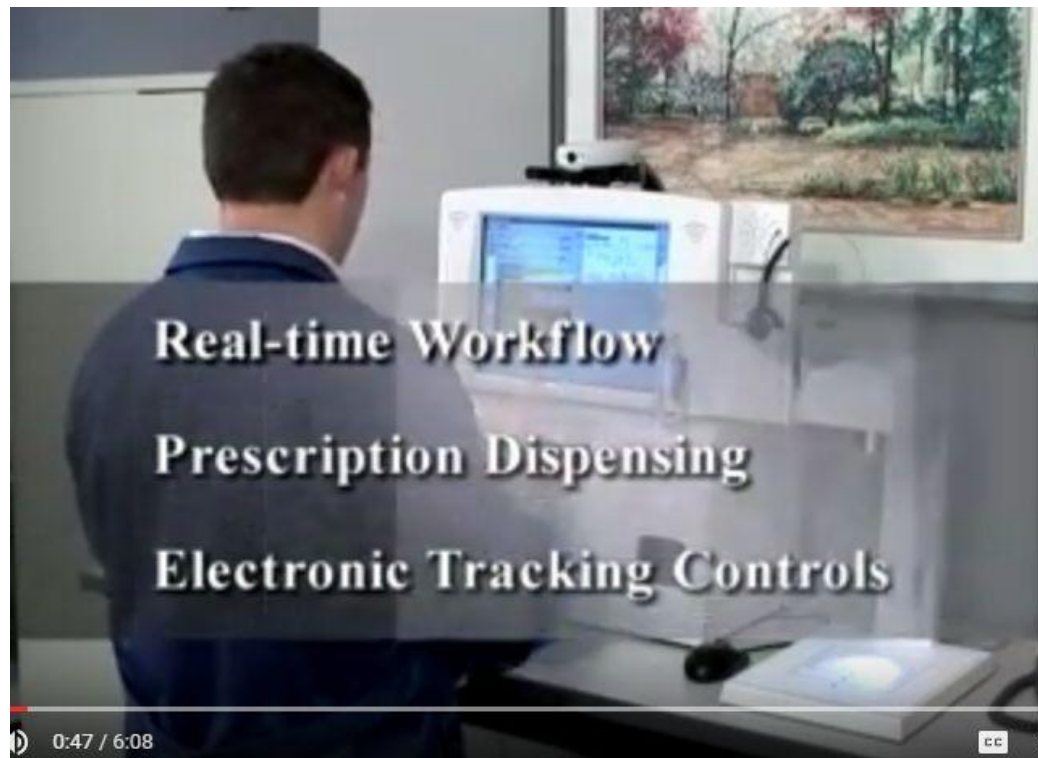 Real-time Workflow
Prescription Dispensing
Electronic Tracking Controls
0:47 / 6:08
CC